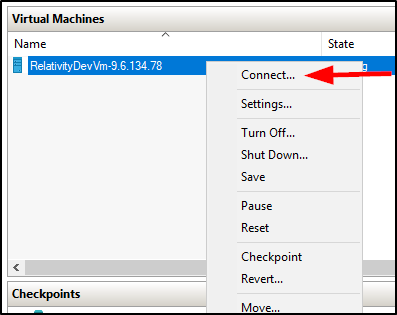 Virtual Machines
Name State
RelativityDevVm-9.6.134.78
Connect...
Settings...
Turn Off...
Shut Down...
Save
Pause
Reset
Checkpoint
Revert...
Move...
Checkpoints